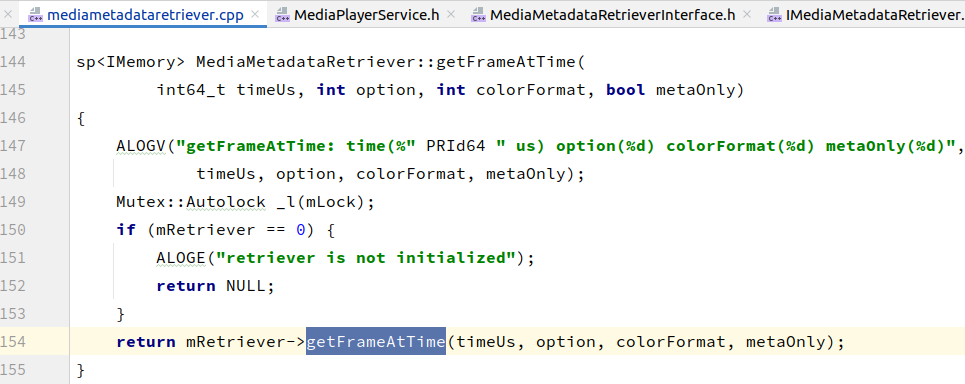 mediametadataretriever.cpp MediaPlayerService.h MediaMetadataRetrieverInterface.h IMediaMetadataRetriever.
143
144 sp<IMemory> MediaMetadataRetriever::getFrameAtTime(
145 int64_t timeUs, int option, int colorFormat, bool metaOnly)
146 {
147 ALOGV("getFrameAtTime: time(%" PRId64 " us) option(%d) colorFormat(%d) metaOnly(%d)",
148 timeUs, option, colorFormat, metaOnly);
149 Mutex::Autolock _l(mLock);
150 if (mRetriever == 0) {
151 ALOGE("retriever is not initialized");
152 return NULL;
153 }
154 return mRetriever->getFrameAtTime(timeUs, option, colorFormat, metaOnly);
155 }